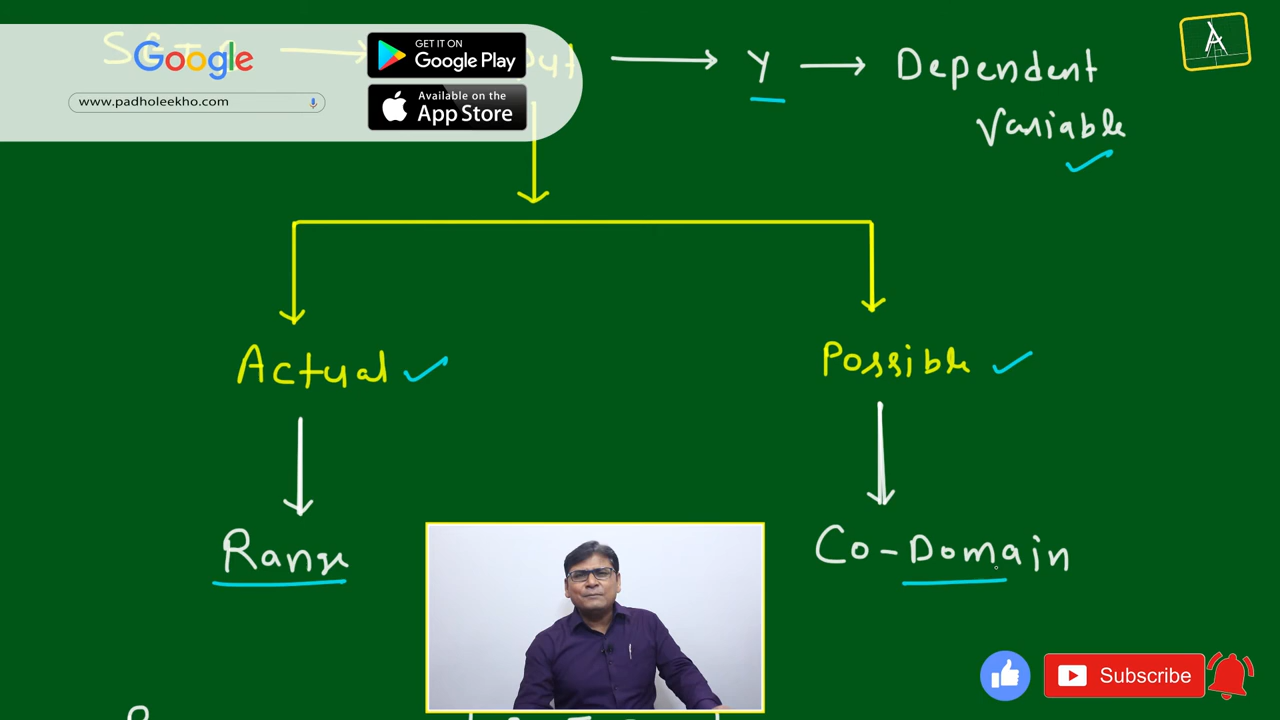 Google
www.padholeekho.com
GET IT ON
Google Play
Available on the
App Store
Y Dependent
Variable
A
Actual Possible
Range Co-Domain
Subscribe